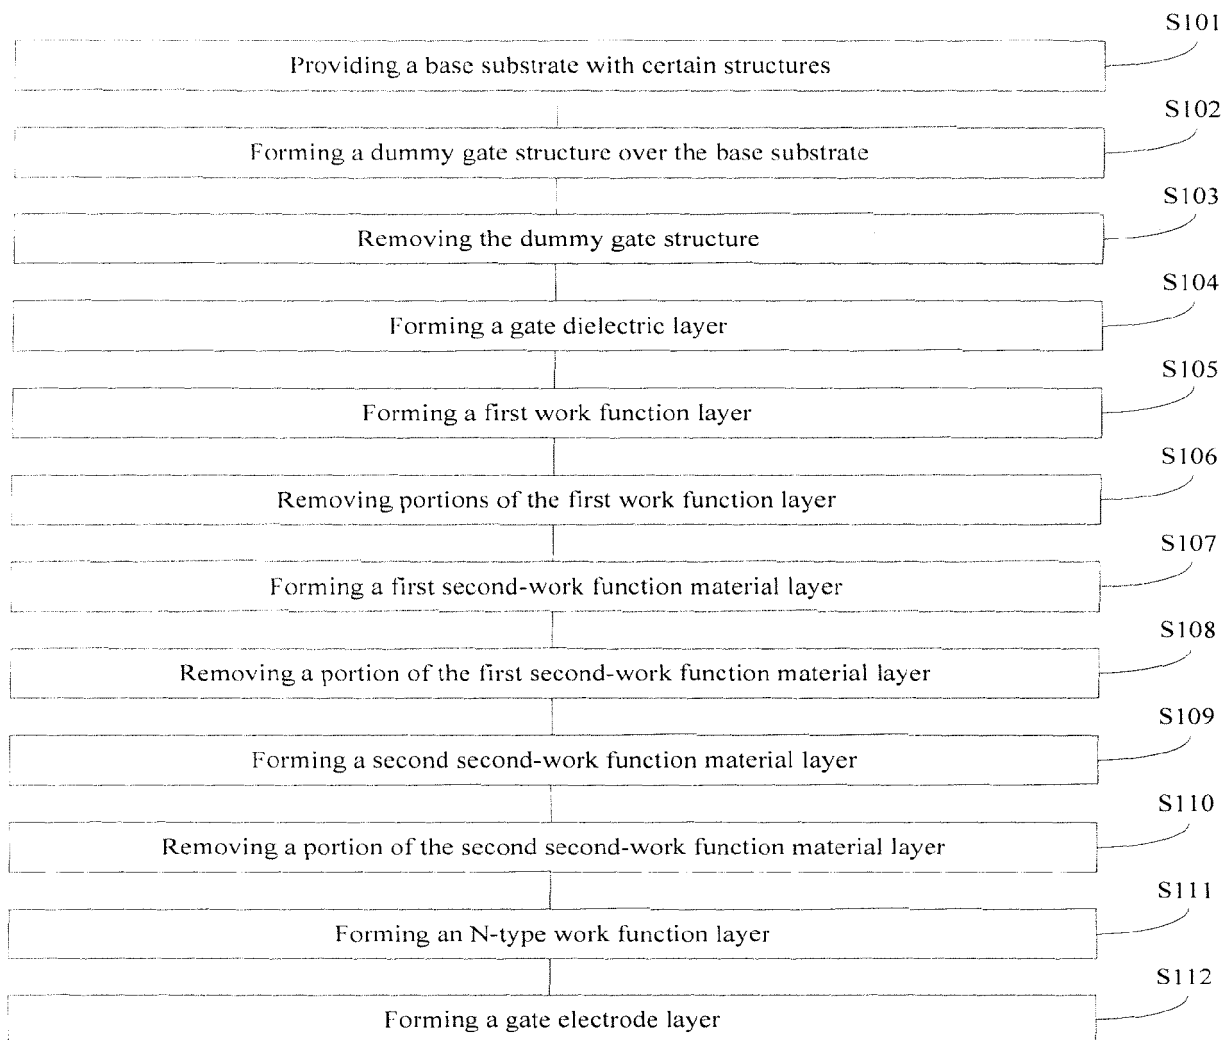 S101
Providing a base substrate with certain structures
S102
Forming a dummy gate structure over the base substrate
S103
Removing the dummy gate structure
S104
Forming a gate dielectric layer
S105
Forming a first work function layer
S106
Removing portions of the first work function layer
S107
Forming a first second-work function material layer
S108
Removing a portion of the first second-work function material layer
S109
Forming a second second-work function material layer
S110
Removing a portion of the second second-work function material layer
S111
Forming an N-type work function layer
S112
Forming a gate electrode layer